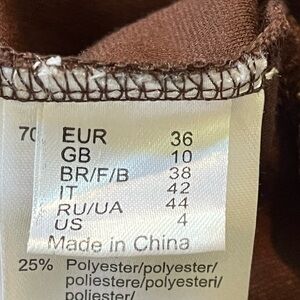 70 EUR 36
GB 10
BR/F/B 38
IT 42
RU/UA 44
US 4
Made in China
25% Polyester/polyester/
poliestere/polyesteri/
poliester/